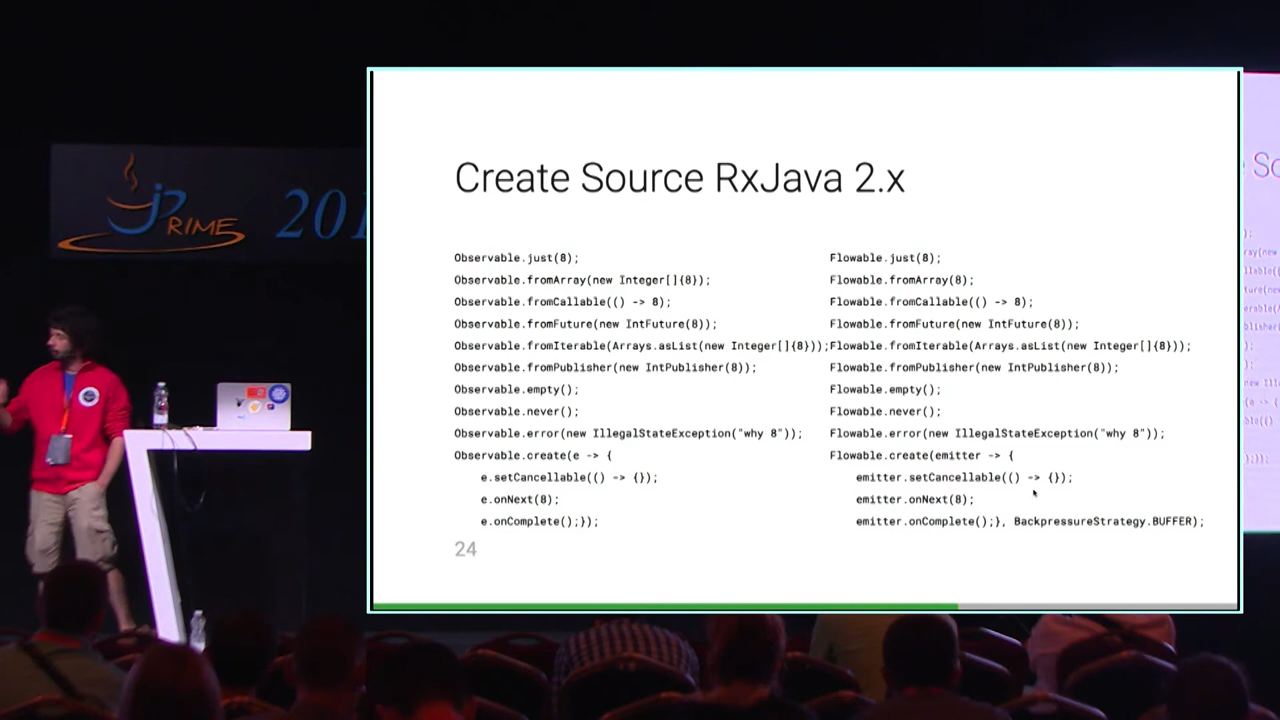 JPRIME 201
Create Source RxJava 2.x
Observable.just(8);
Observable.fromArray(new Integer[]{8});
Observable.fromCallable(() -> 8);
Observable.fromFuture(new IntFuture(8));
Observable.fromIterable(Arrays.asList(new Integer[]{8}));
Observable.fromPublisher(new IntPublisher(8));
Observable.empty();
Observable.never();
Observable.error(new IllegalStateException("why 8"));
Observable.create(e -> {
e.setCancellable(() -> {});
e.onNext(8);
e.onComplete();});
Flowable.just(8);
Flowable.fromArray(8);
Flowable.fromCallable(() -> 8);
Flowable.fromFuture(new IntFuture(8));
Flowable.fromIterable(Arrays.asList(new Integer[]{8}));
Flowable.fromPublisher(new IntPublisher(8));
Flowable.empty();
Flowable.never();
Flowable.error(new IllegalStateException("why 8"));
Flowable.create(emitter -> {
emitter.setCancellable(() -> {});
emitter.onNext(8);
emitter.onComplete();}, BackpressureStrategy.BUFFER);
24